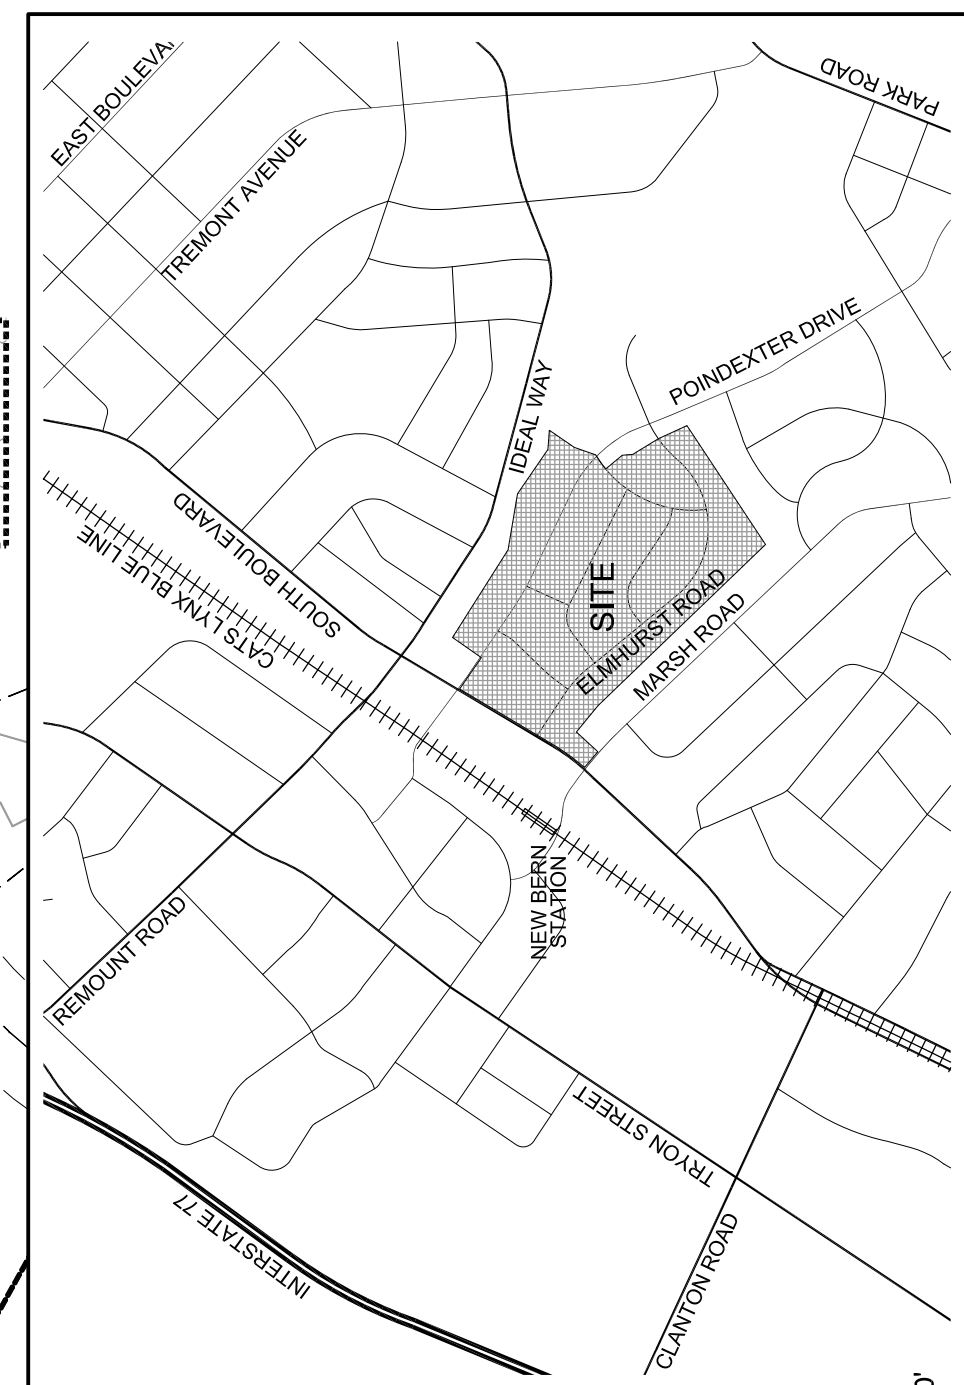 EAST BOULEVA
PARK ROAD
TREMONT AVENUE
POINDEXTER DRIVE
IDEAL WAY
SOUTH BOULEVARD
CATS LYNX BLUE LINE
SITE
ELMHURST ROAD
MARSH ROAD
NEW BERN
STATION
REMOUNT ROAD
TRYON STREET
INTERSTATE 77
CLANTON ROAD
0'